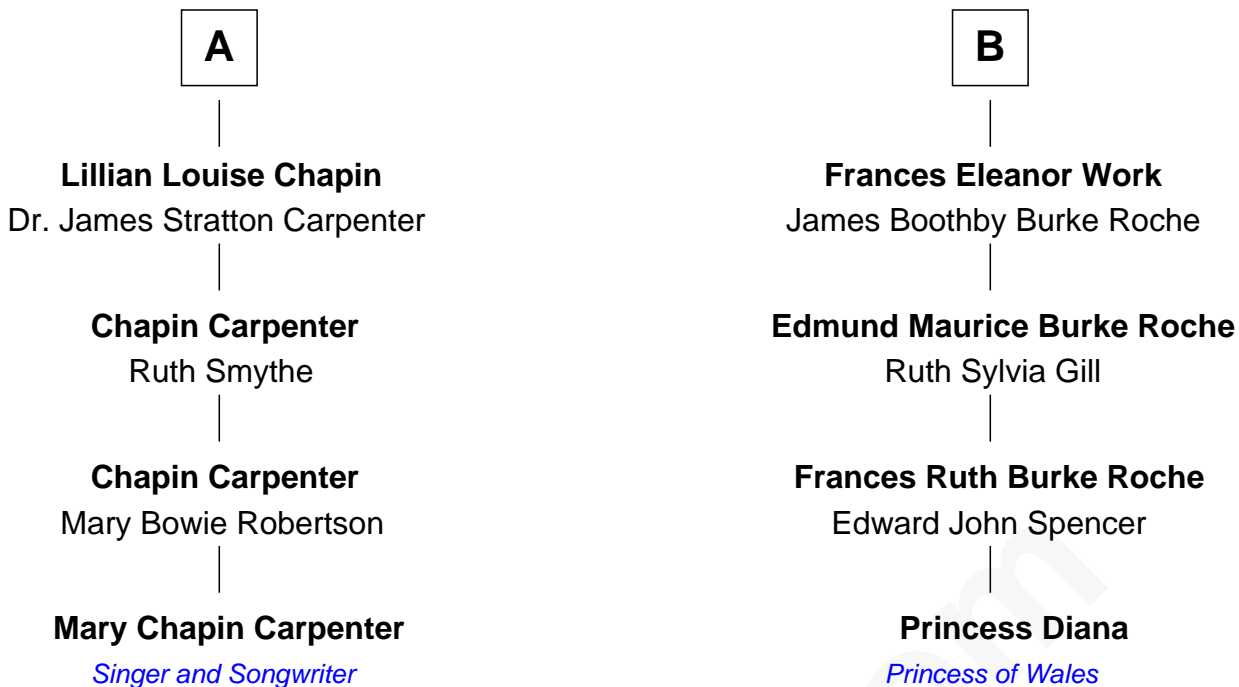 A
Lillian Louise Chapin
Dr. James Stratton Carpenter
Chapin Carpenter
Ruth Smythe
Chapin Carpenter
Mary Bowie Robertson
Mary Chapin Carpenter
Singer and Songwriter
B
Frances Eleanor Work
James Boothby Burke Roche
Edmund Maurice Burke Roche
Ruth Sylvia Gill
Frances Ruth Burke Roche
Edward John Spencer
Princess Diana
Princess of Wales